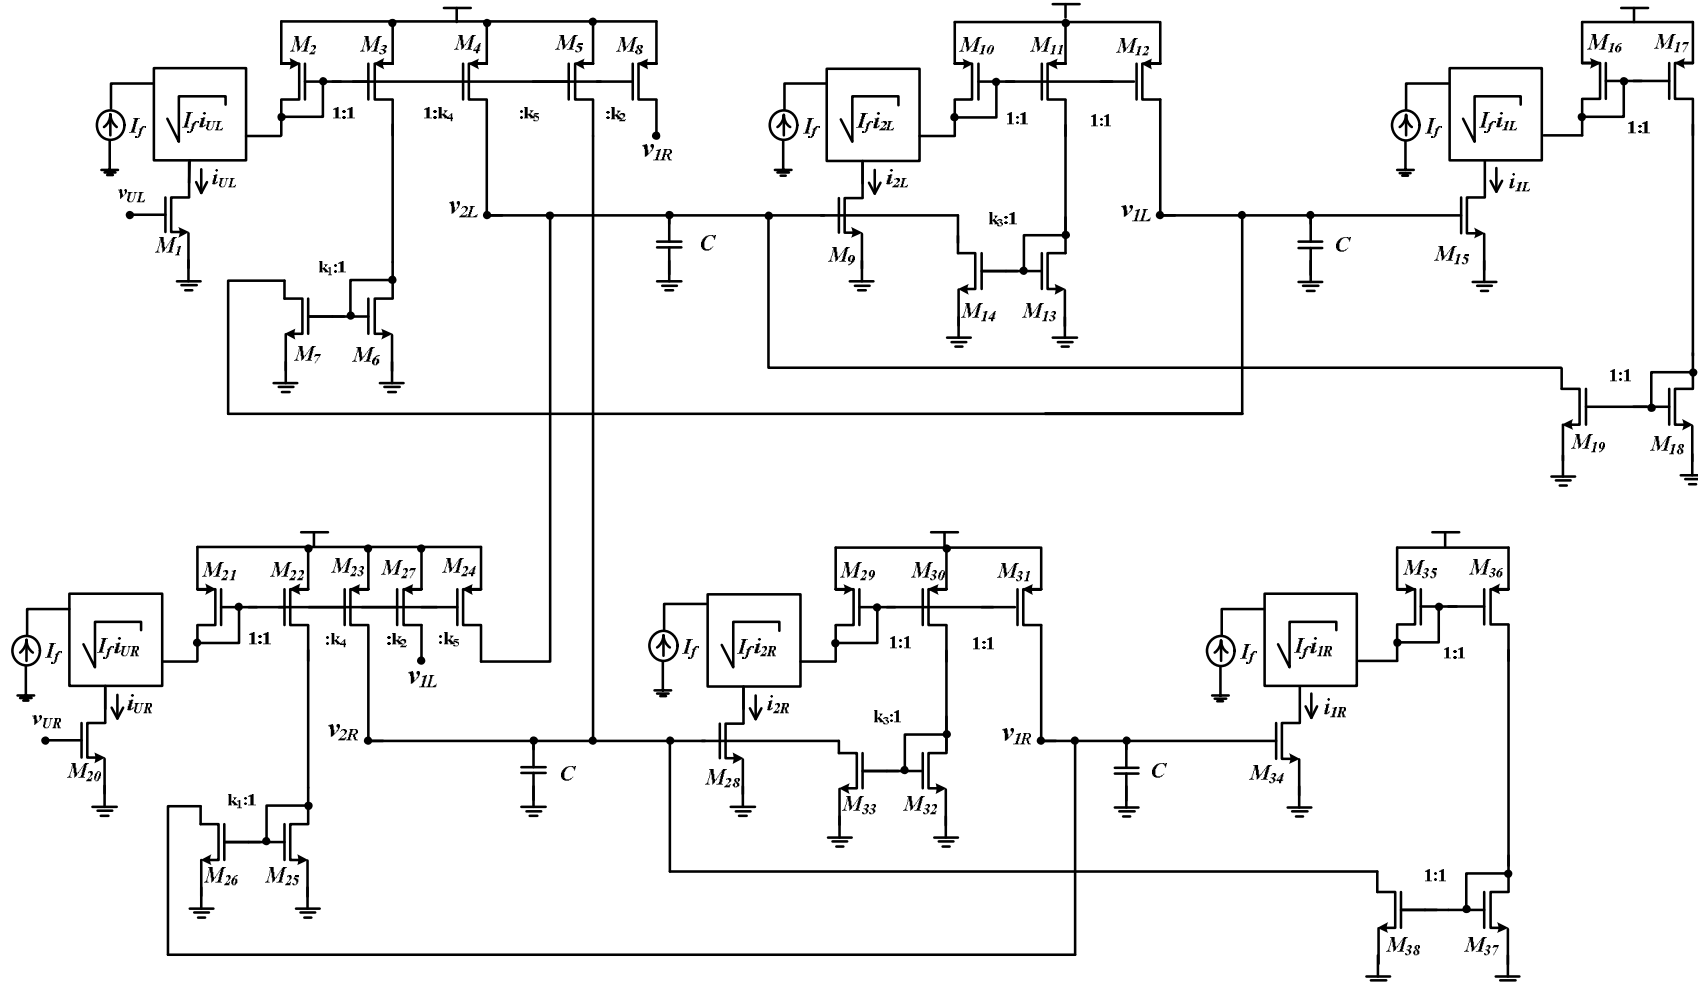 M2 M3 M4 M5 M8 M10 M11 M12 M16 M17
If √If iUL 1:1 1:k4 :k5 :k2 If √If i2L 1:1 1:1 If √If i1L 1:1
v1R
iUL i2L i1L
vUL v2L v1L
M1 C M9 k3:1 C M15
k1:1 M14 M13
M7 M6 1:1
M19 M18
M21 M22 M23 M27 M24 M29 M30 M31 M35 M36
If √If iUR 1:1 :k4 :k2 :k5 If √If i2R 1:1 1:1 If √If i1R 1:1
v1L
iUR i2R i1R
vUR v2R k3:1 v1R
M20 C M28 C M34
k1:1 M33 M32
M26 M25 1:1
M38 M37